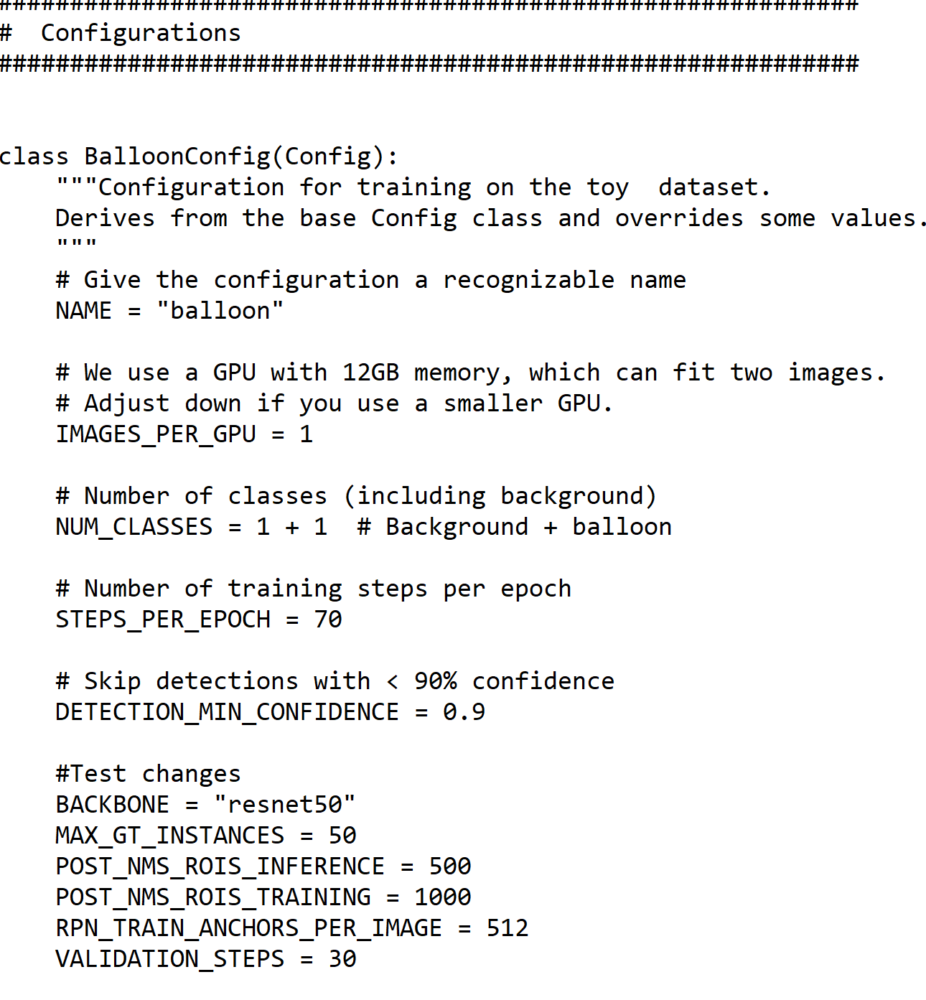 ############################################################
#  Configurations
############################################################
class BalloonConfig(Config):
    """Configuration for training on the toy  dataset.
    Derives from the base Config class and overrides some values.
    """
    # Give the configuration a recognizable name
    NAME = "balloon"
    # We use a GPU with 12GB memory, which can fit two images.
    # Adjust down if you use a smaller GPU.
    IMAGES_PER_GPU = 1
    # Number of classes (including background)
    NUM_CLASSES = 1 + 1  # Background + balloon
    # Number of training steps per epoch
    STEPS_PER_EPOCH = 70
    # Skip detections with < 90% confidence
    DETECTION_MIN_CONFIDENCE = 0.9
    #Test changes
    BACKBONE = "resnet50"
    MAX_GT_INSTANCES = 50
    POST_NMS_ROIS_INFERENCE = 500
    POST_NMS_ROIS_TRAINING = 1000
    RPN_TRAIN_ANCHORS_PER_IMAGE = 512
    VALIDATION_STEPS = 30